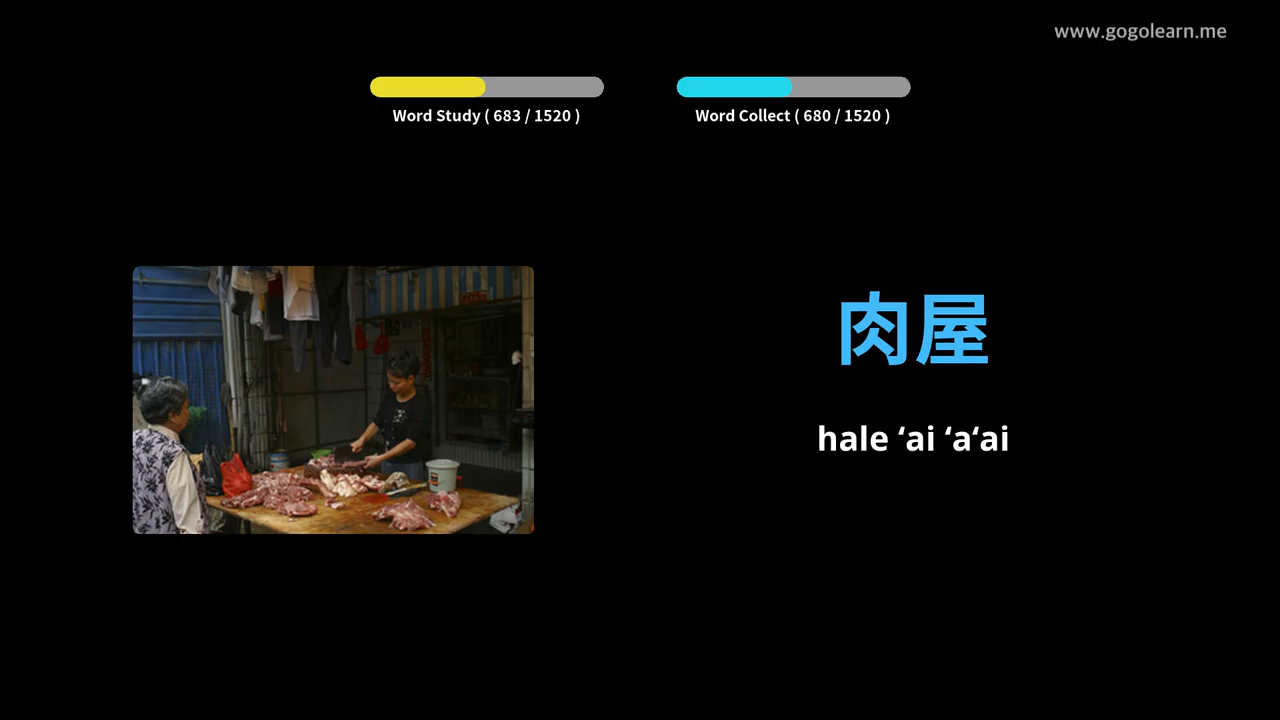 www.gogolearn.me
Word Study ( 683 / 1520 )
Word Collect ( 680 / 1520 )
肉屋
hale ʻai ʻaʻai